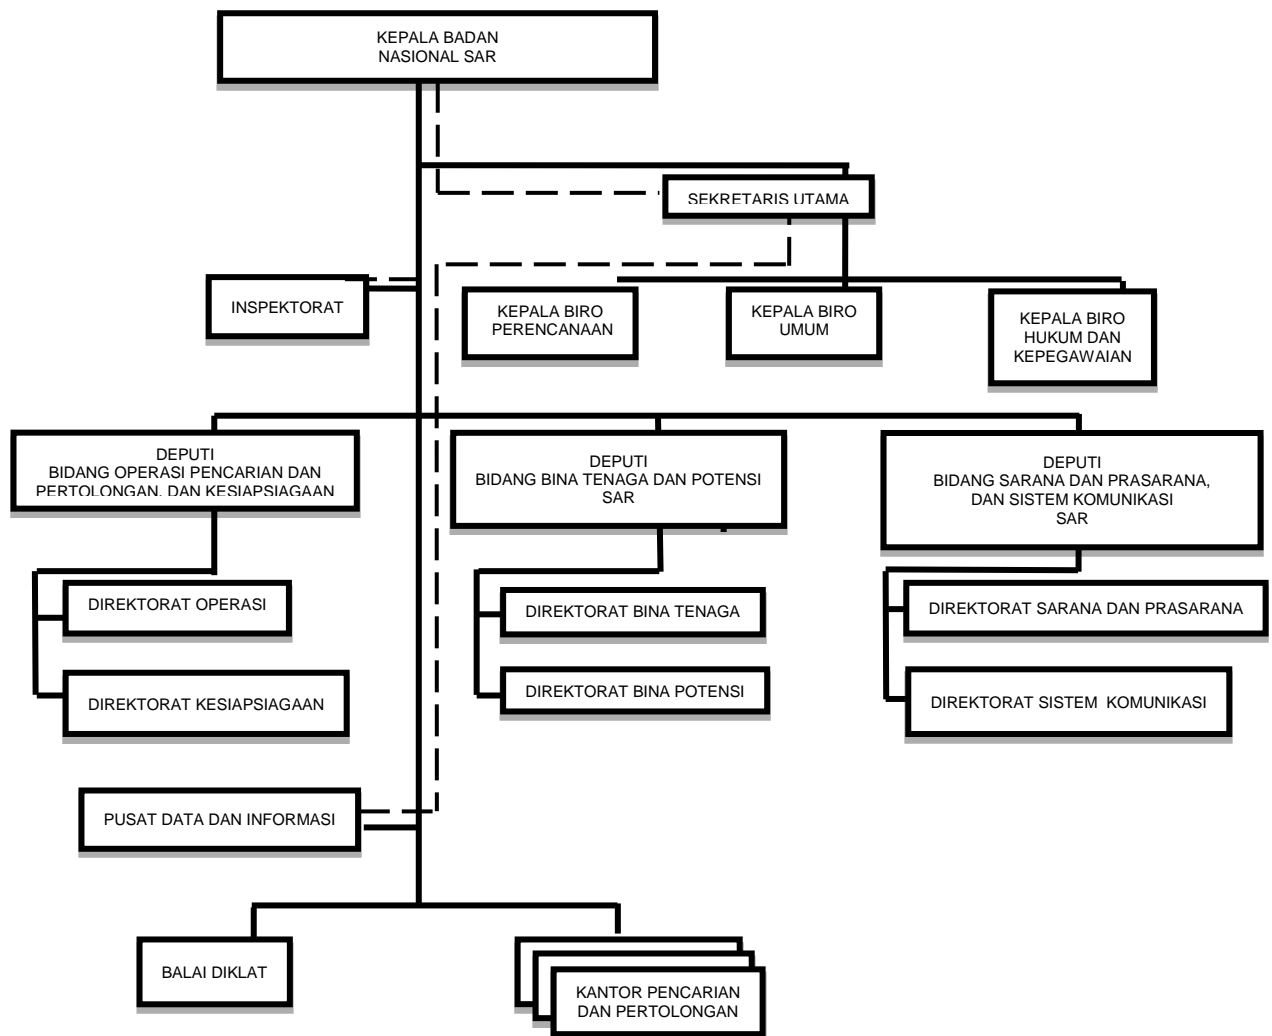 KEPALA BADAN
NASIONAL SAR
SEKRETARIS UTAMA
INSPEKTORAT
KEPALA BIRO
PERENCANAAN
KEPALA BIRO
UMUM
KEPALA BIRO
HUKUM DAN
KEPEGAWAIAN
DEPUTI
BIDANG OPERASI PENCARIAN DAN
PERTOLONGAN, DAN KESIAPSIAGAAN
DEPUTI
BIDANG BINA TENAGA DAN POTENSI
SAR
DEPUTI
BIDANG SARANA DAN PRASARANA,
DAN SISTEM KOMUNIKASI
SAR
DIREKTORAT OPERASI
DIREKTORAT KESIAPSIAGAAN
DIREKTORAT BINA TENAGA
DIREKTORAT BINA POTENSI
DIREKTORAT SARANA DAN PRASARANA
DIREKTORAT SISTEM KOMUNIKASI
PUSAT DATA DAN INFORMASI
BALAI DIKLAT
KANTOR PENCARIAN
DAN PERTOLONGAN